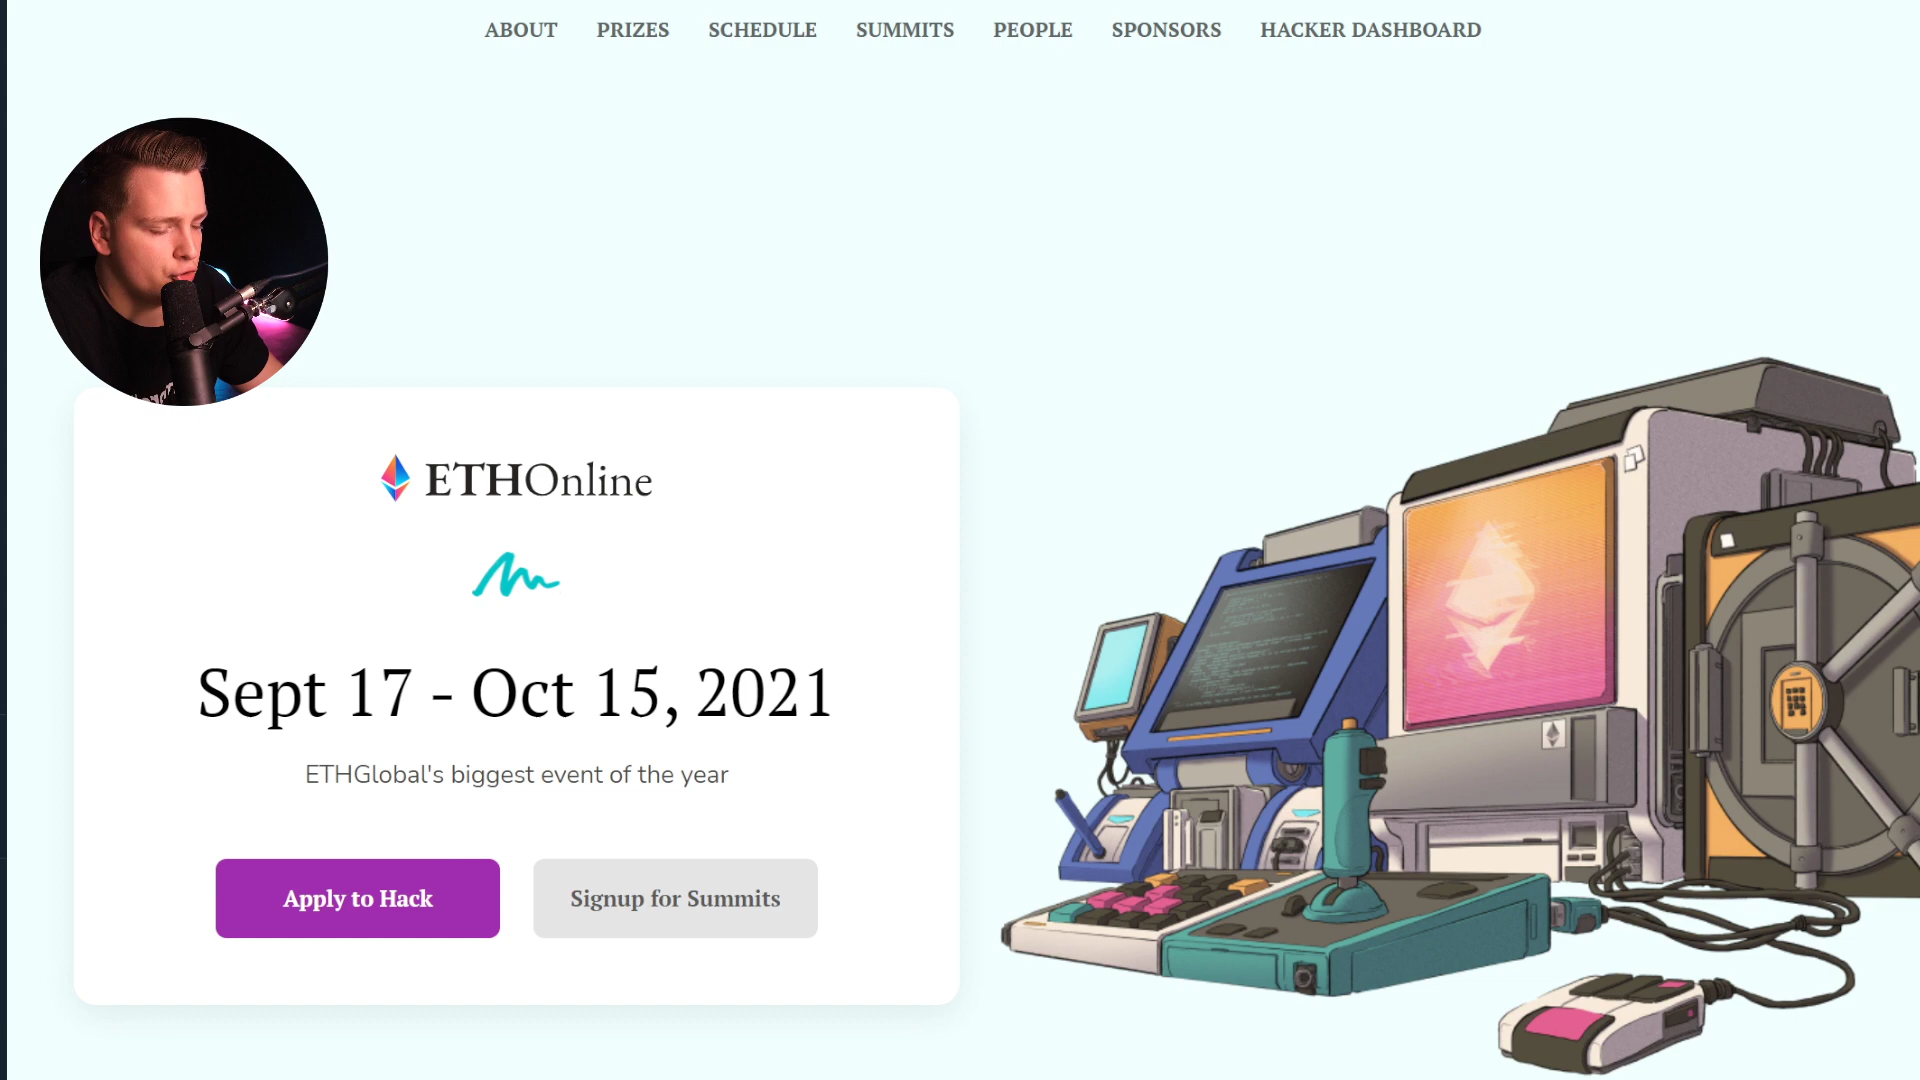 ABOUT PRIZES SCHEDULE SUMMITS PEOPLE SPONSORS HACKER DASHBOARD
ETHOnline
Sept 17 - Oct 15, 2021
ETHGlobal's biggest event of the year
Apply to Hack Signup for Summits